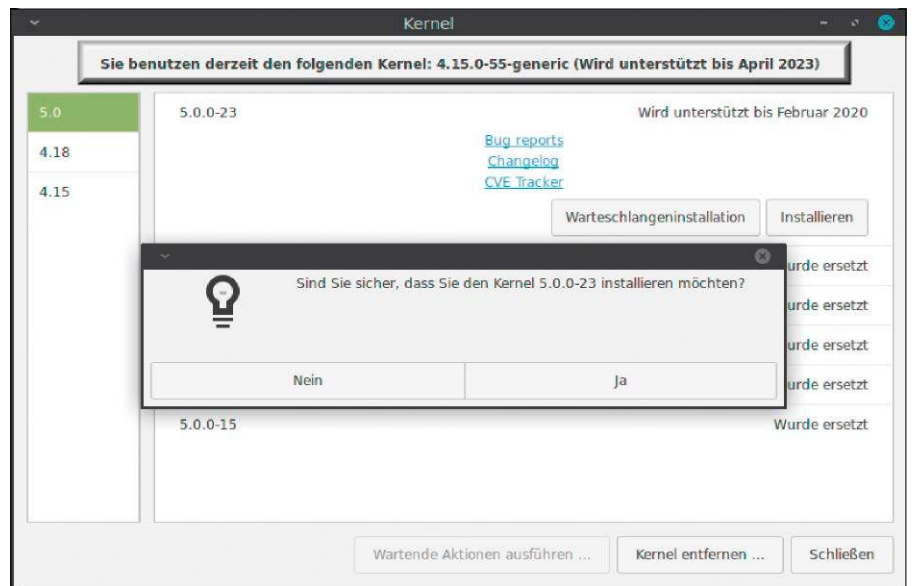 Kernel
Sie benutzen derzeit den folgenden Kernel: 4.15.0-55-generic (Wird unterstützt bis April 2023)
5.0
5.0.0-23
Wird unterstützt bis Februar 2020
4.18
Bug reports
Changelog
4.15
CVE Tracker
Warteschlangeninstallation
Installieren
urde ersetzt
Sind Sie sicher, dass Sie den Kernel 5.0.0-23 installieren möchten?
urde ersetzt
urde ersetzt
Nein
Ja
urde ersetzt
5.0.0-15
Wurde ersetzt
Wartende Aktionen ausführen ...
Kernel entfernen ...
Schließen